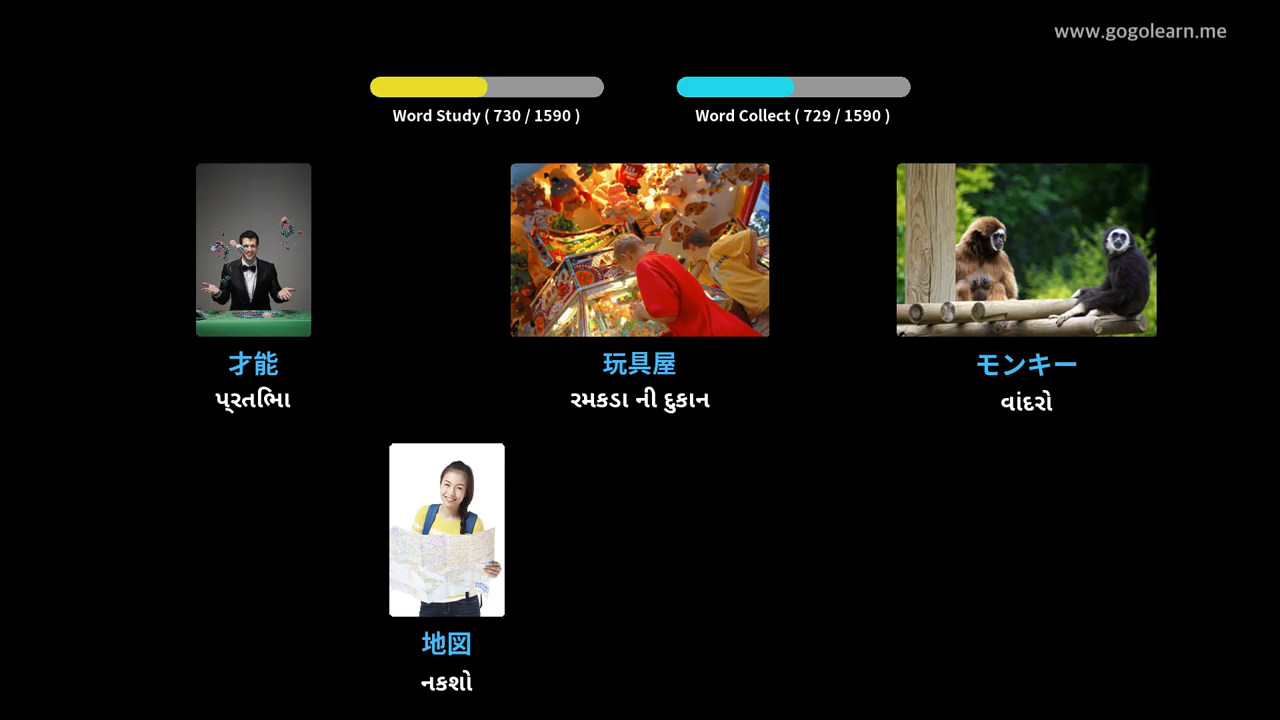 www.gogolearn.me
Word Study ( 730 / 1590 )
Word Collect ( 729 / 1590 )
才能
પ્રતિભા
玩具屋
રમકડા ની દુકાન
モンキー
વાંદરો
地図
નકશો